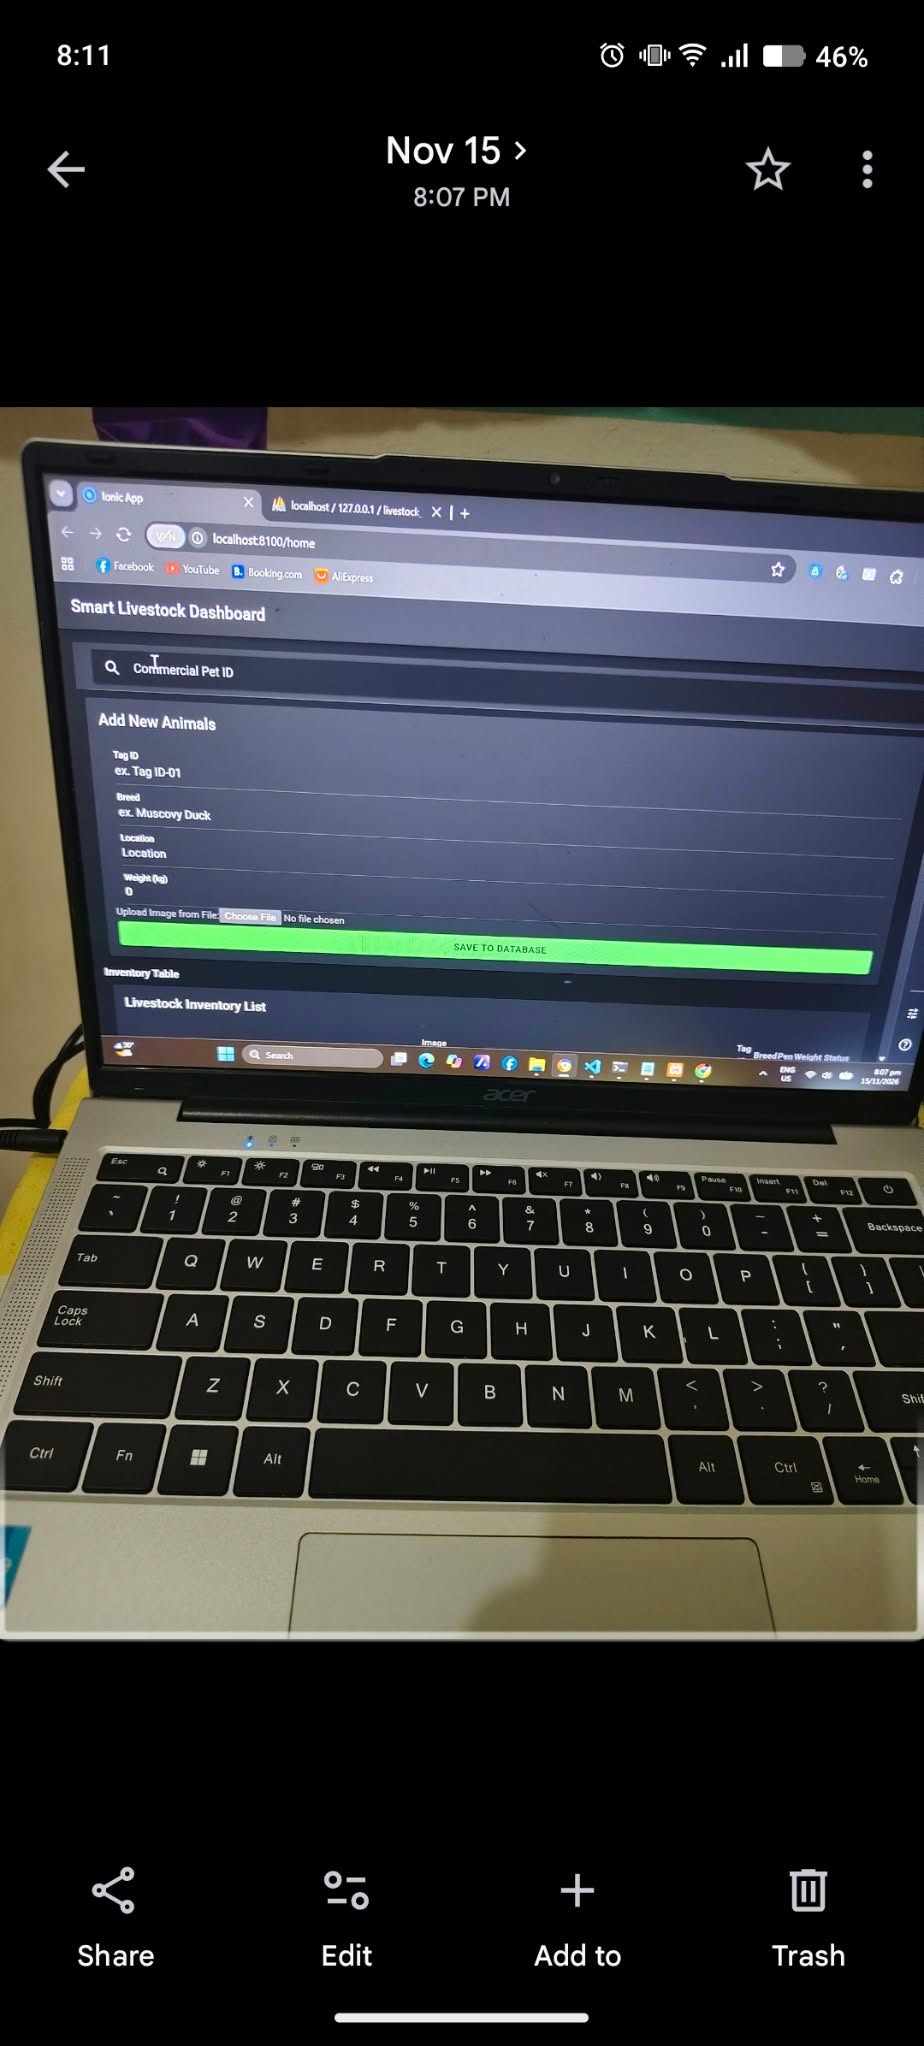 8:11
46%
Nov 15 >
8:07 PM
Ionic App
localhost / 127.0.0.1 / livestock
VPN
localhost:8100/home
Facebook YouTube Booking.com AliExpress
Smart Livestock Dashboard
Commercial Pet ID
Add New Animals
Tag ID
ex. Tag ID-01
Breed
ex. Muscovy Duck
Location
Location
Weight (kg)
0
Upload Image from File: Choose File No file chosen
SAVE TO DATABASE
Inventory Table
Livestock Inventory List
Image Tag Breed Pen Weight Status
30°
Search
ENG
US
8:07 pm
15/11/2026
acer
Esc F1 F2 F3 F4 F5 F6 F7 F8 F9 Pause F10 Insert F11 Del F12
~ ` ! 1 @ 2 # 3 $ 4 % 5 ^ 6 & 7 * 8 ( 9 ) 0 _ - + = Backspace
Tab Q W E R T Y U I O P { [ } ]
Caps Lock A S D F G H J K L : ; " '
Shift Z X C V B N M < , > . ? / Shif
Ctrl Fn Alt Alt Ctrl Home
Share Edit Add to Trash